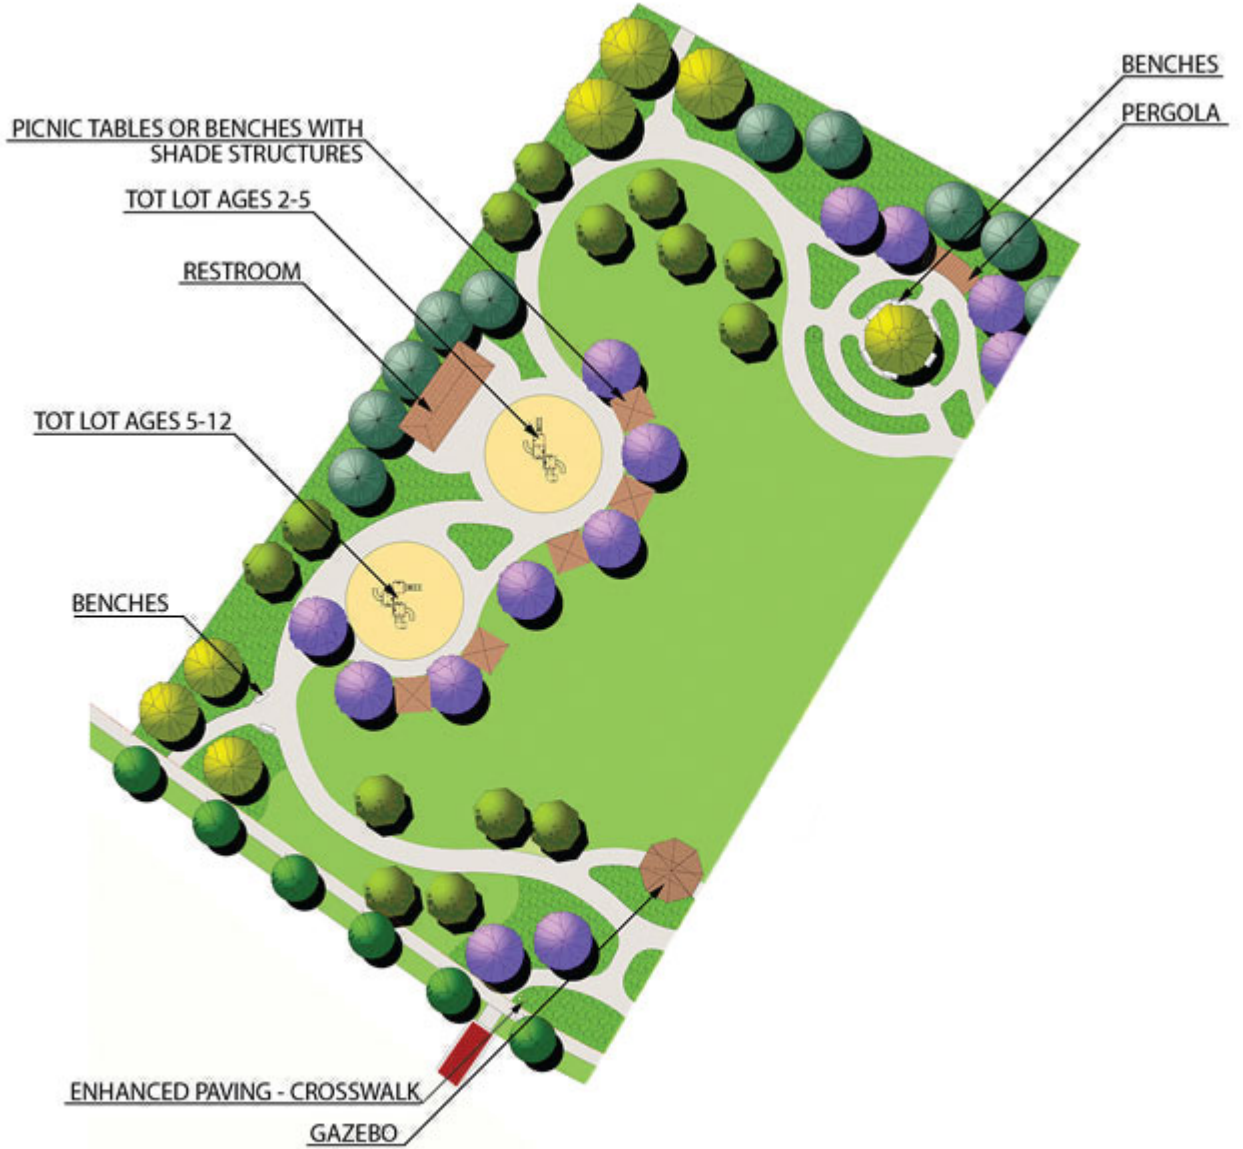 BENCHES
PERGOLA
PICNIC TABLES OR BENCHES WITH
SHADE STRUCTURES
TOT LOT AGES 2-5
RESTROOM
TOT LOT AGES 5-12
BENCHES
ENHANCED PAVING - CROSSWALK
GAZEBO